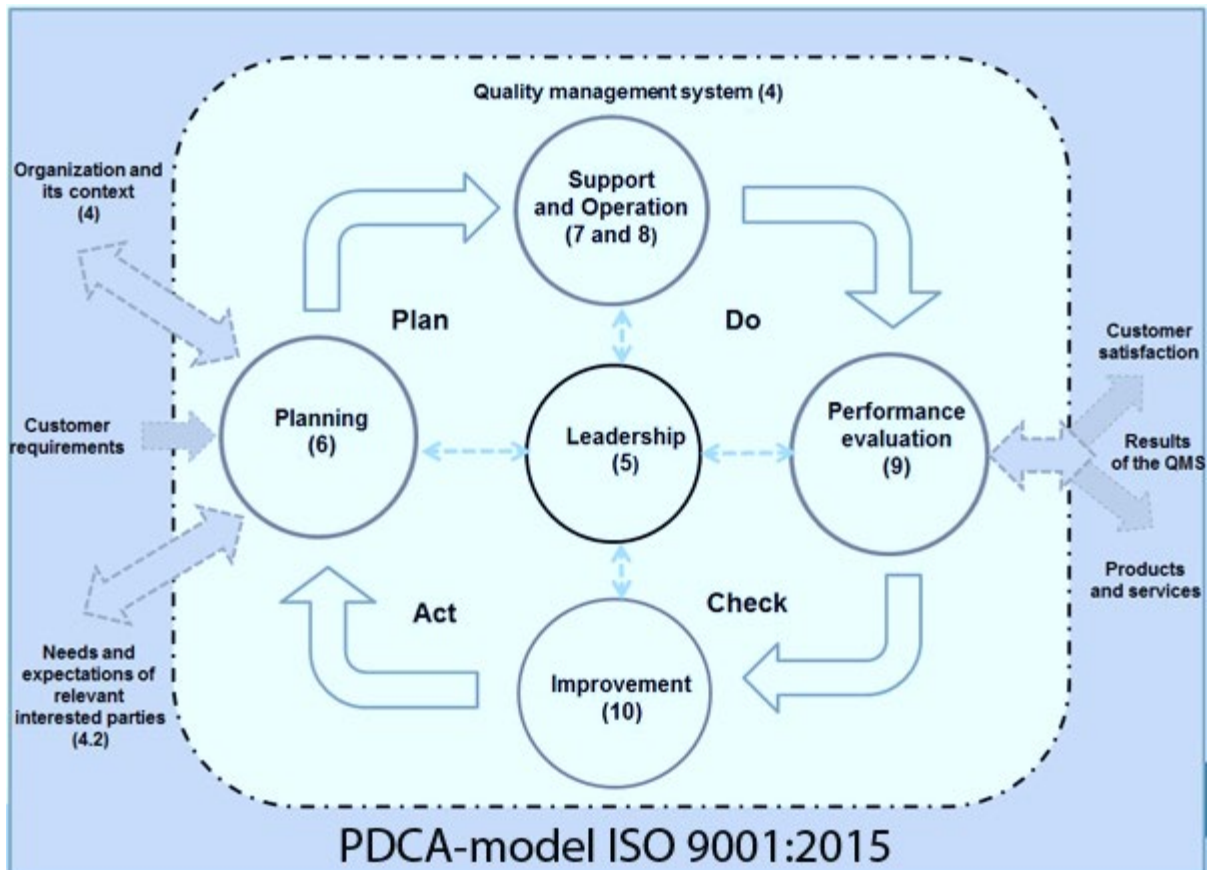 Quality management system (4)
Organization and
its context
(4)
Support
and Operation
(7 and 8)
Plan
Do
Customer
satisfaction
Customer
requirements
Planning
(6)
Leadership
(5)
Performance
evaluation
(9)
Results
of the QMS
Products
and services
Act
Check
Needs and
expectations of
relevant
interested parties
(4.2)
Improvement
(10)
PDCA-model ISO 9001:2015